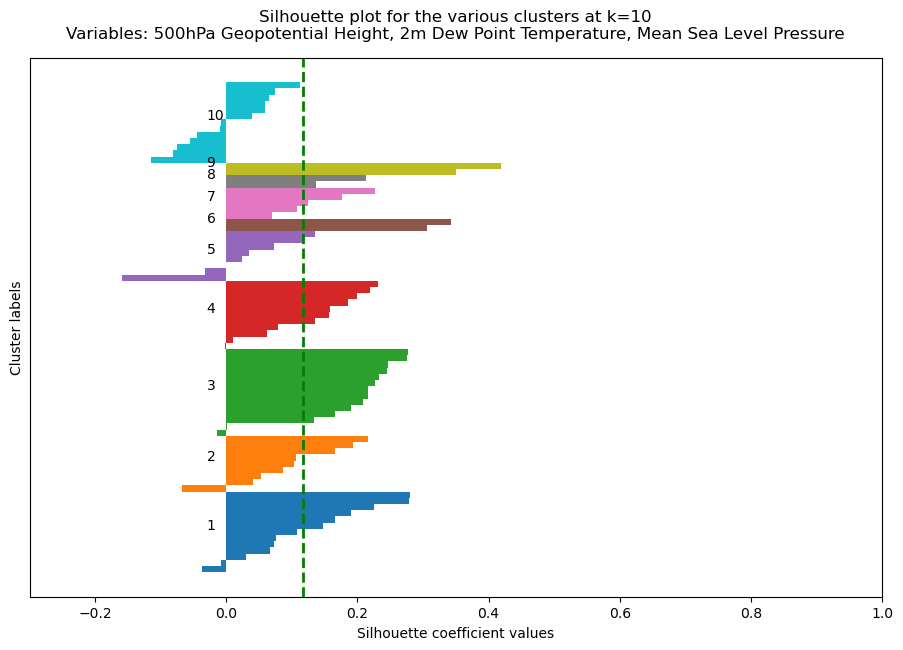 Silhouette plot for the various clusters at k=10
Variables: 500hPa Geopotential Height, 2m Dew Point Temperature, Mean Sea Level Pressure
Cluster labels
10
9
8
7
6
5
4
3
2
1
−0.2 0.0 0.2 0.4 0.6 0.8 1.0
Silhouette coefficient values